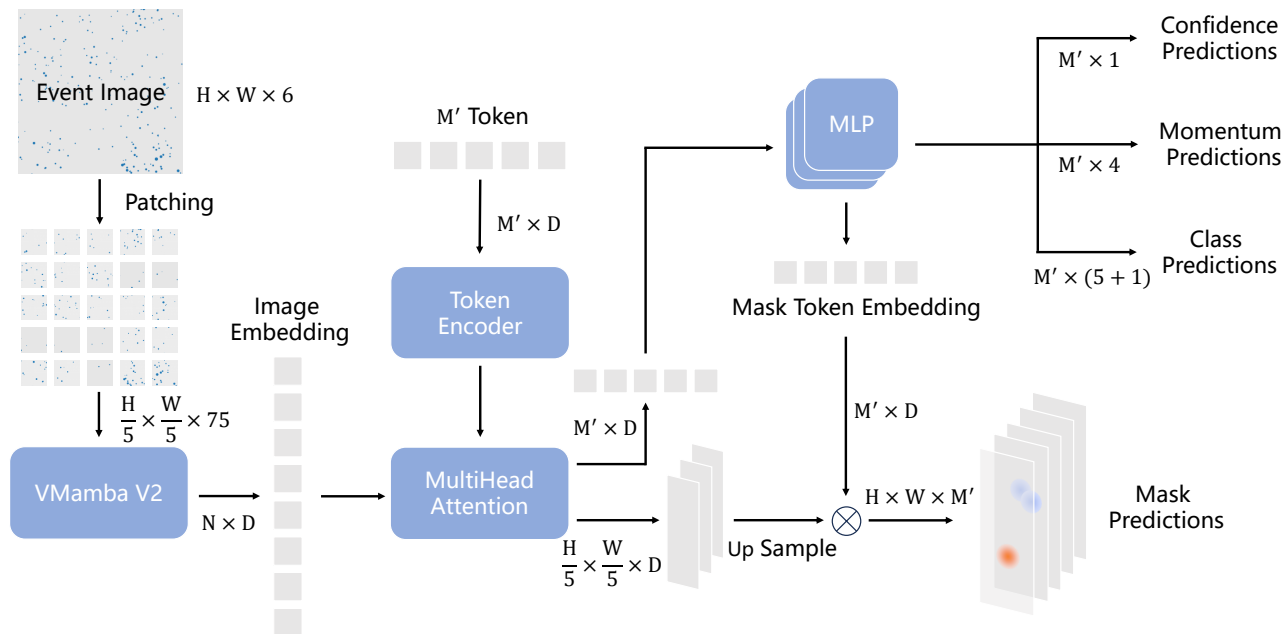 Event Image
H × W × 6
Patching
H/5 × W/5 × 75
VMamba V2
N × D
Image
Embedding
M′ Token
M′ × D
Token
Encoder
MultiHead
Attention
M′ × D
H/5 × W/5 × D
Up Sample
MLP
Mask Token Embedding
M′ × D
H × W × M′
Mask
Predictions
M′ × 1
Confidence
Predictions
M′ × 4
Momentum
Predictions
M′ × (5 + 1)
Class
Predictions